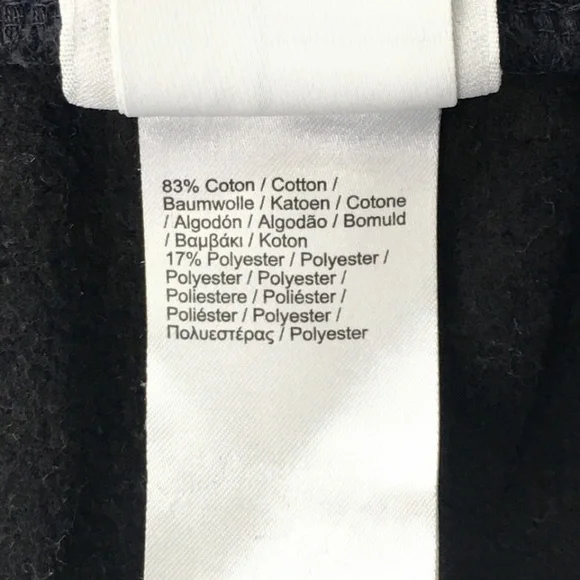 83% Coton / Cotton /
Baumwolle / Katoen / Cotone
/ Algodón / Algodão / Bomuld
/ Βαμβάκι / Koton
17% Polyester / Polyester /
Polyester / Polyester /
Poliestere / Poliéster /
Poliéster / Polyester /
Πολυεστέρας / Polyester